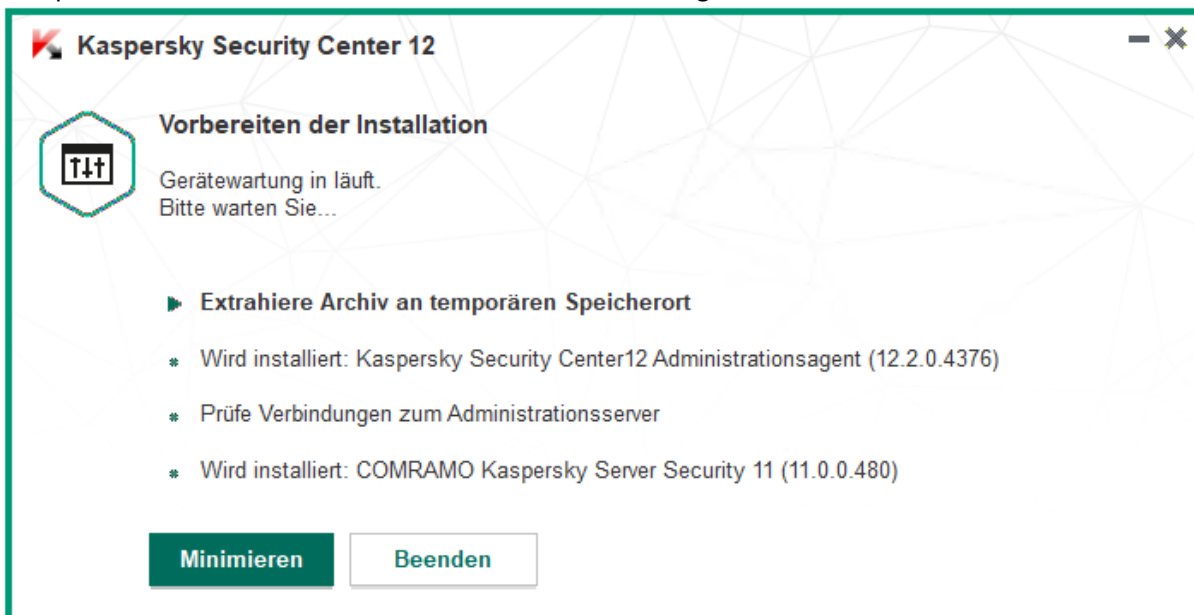 Kaspersky Security Center 12
Vorbereiten der Installation
Gerätewartung in läuft.
Bitte warten Sie...
Extrahiere Archiv an temporären Speicherort
Wird installiert: Kaspersky Security Center12 Administrationsagent (12.2.0.4376)
Prüfe Verbindungen zum Administrationsserver
Wird installiert: COMRAMO Kaspersky Server Security 11 (11.0.0.480)
Minimieren Beenden